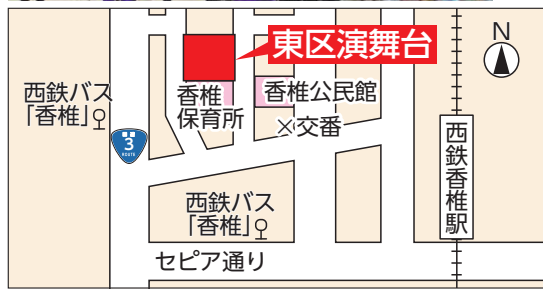 東区演舞台
N
西鉄バス
「香椎」
香椎
保育所
香椎公民館
×交番
3
ROUTE
西鉄香椎駅
西鉄バス
「香椎」
セピア通り